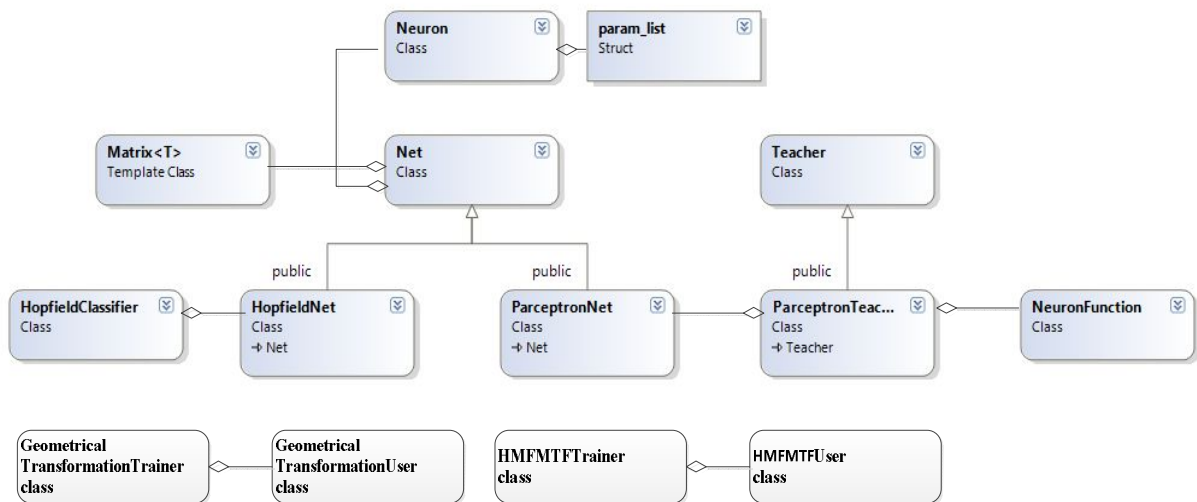 Neuron
Class
param_list
Struct
Matrix<T>
Template Class
Net
Class
Teacher
Class
public
public
public
HopfieldClassifier
Class
HopfieldNet
Class
Net
ParceptronNet
Class
Net
ParceptronTeac...
Class
Teacher
NeuronFunction
Class
Geometrical
TransformationTrainer
class
Geometrical
TransformationUser
class
HMFMTFTrainer
class
HMFMTFUser
class